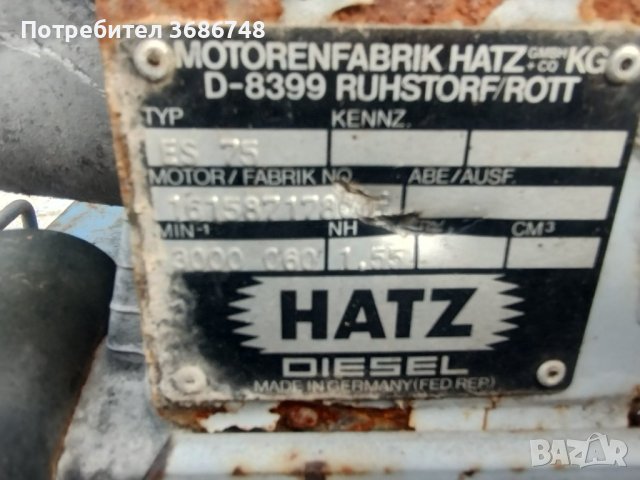 Потребител 3686748
MOTORENFABRIK HATZ GMBH + CO KG
D-8399 RUHSTORF/ROTT
TYP KENNZ.
ES 75
MOTOR/FABRIK NO. ABE/AUSF.
MIN-¹ NH CM³
3000 1,55
HATZ
DIESEL
MADE IN GERMANY (FED.REP.)
BAZAR